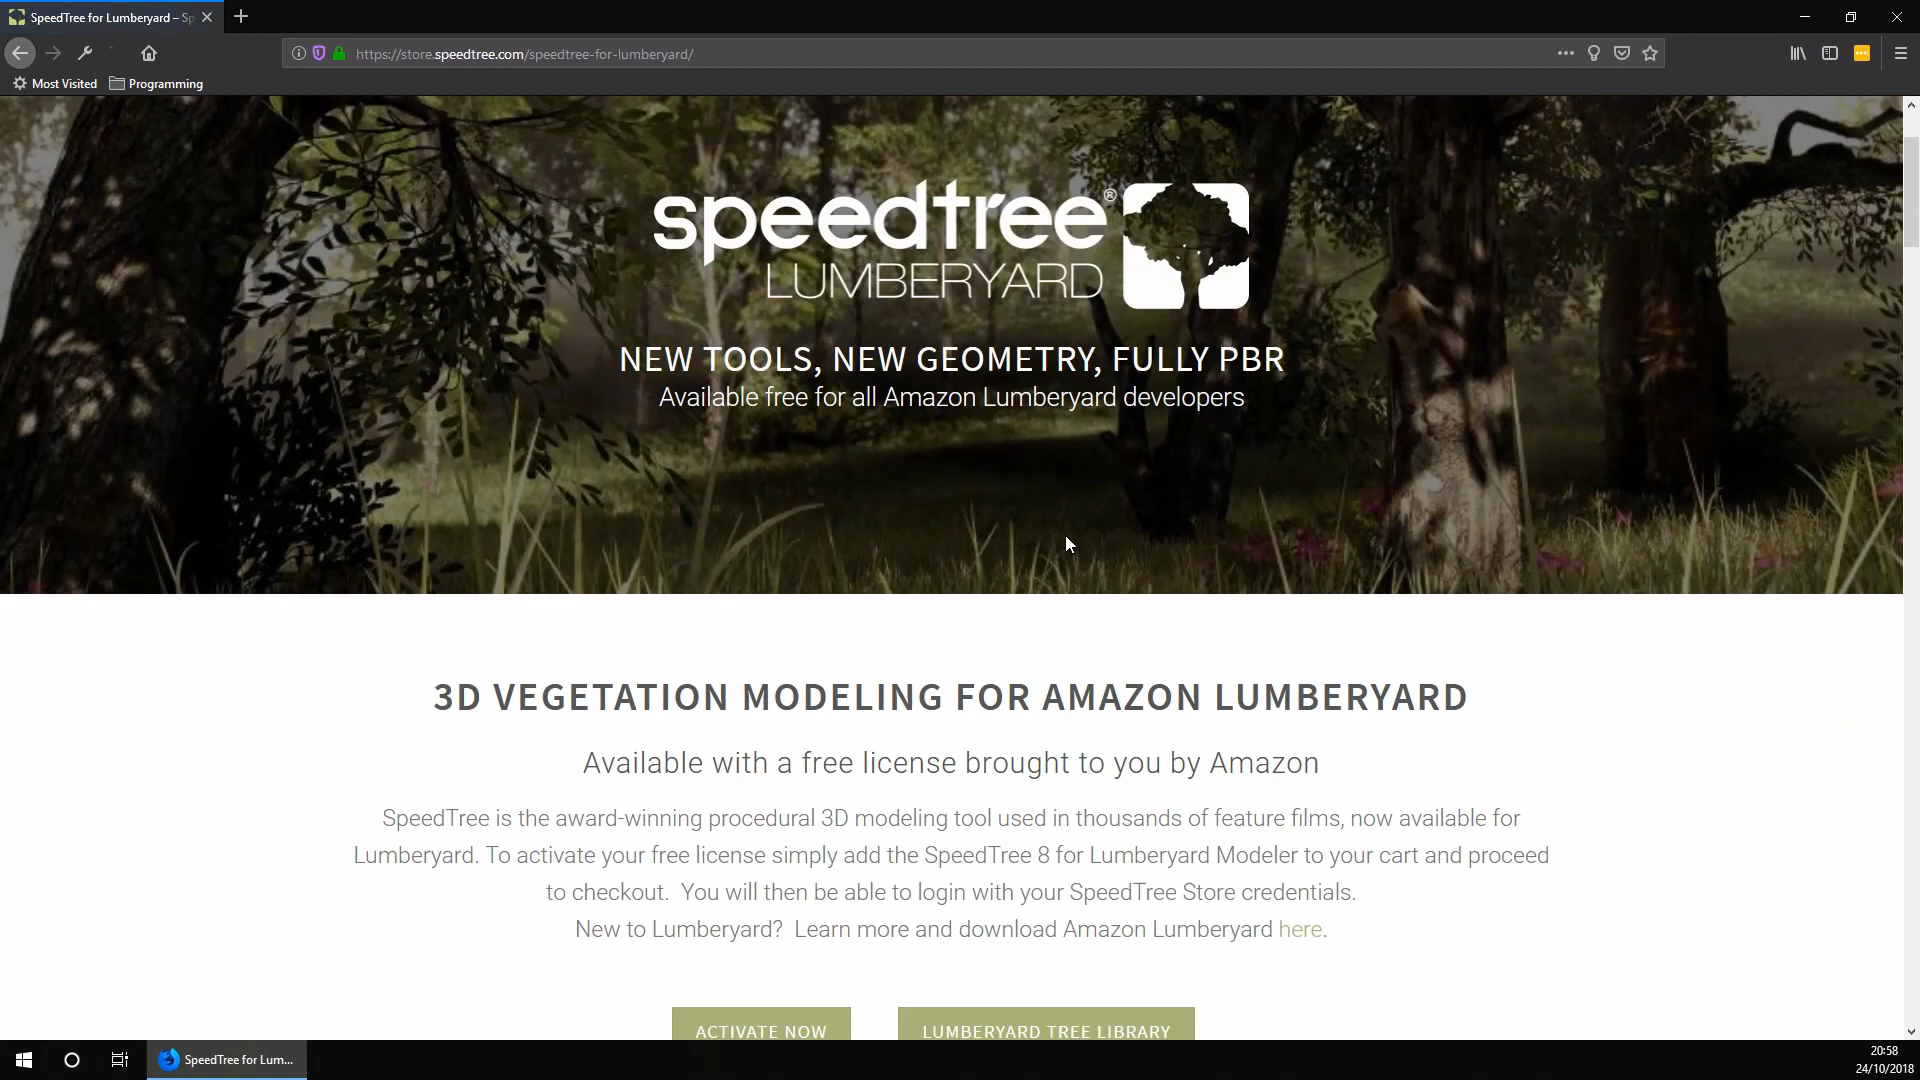 SpeedTree for Lumberyard – Sp
https://store.speedtree.com/speedtree-for-lumberyard/
Most Visited
Programming
speedtree®
LUMBERYARD
NEW TOOLS, NEW GEOMETRY, FULLY PBR
Available free for all Amazon Lumberyard developers
3D VEGETATION MODELING FOR AMAZON LUMBERYARD
Available with a free license brought to you by Amazon
SpeedTree is the award-winning procedural 3D modeling tool used in thousands of feature films, now available for
Lumberyard. To activate your free license simply add the SpeedTree 8 for Lumberyard Modeler to your cart and proceed
to checkout.  You will then be able to login with your SpeedTree Store credentials.
New to Lumberyard?  Learn more and download Amazon Lumberyard here.
ACTIVATE NOW
LUMBERYARD TREE LIBRARY
SpeedTree for Lum...
20:58
24/10/2018